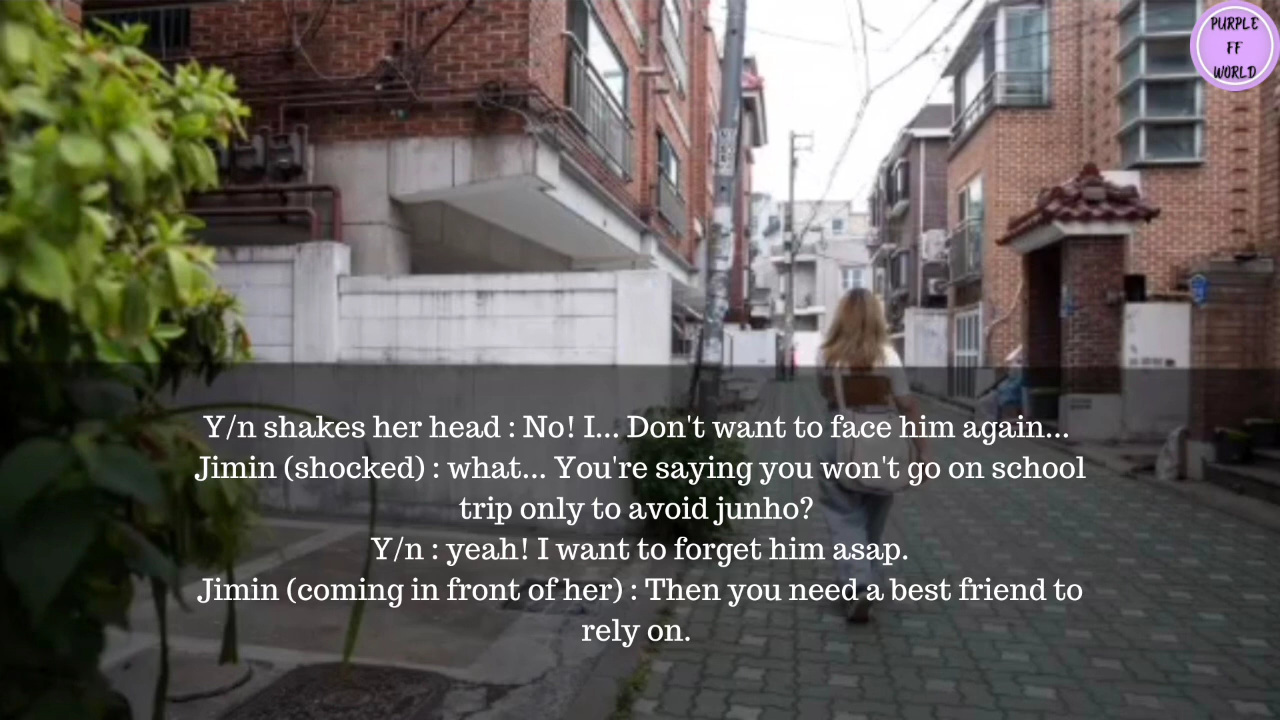 PURPLE
FF
WORLD
Y/n shakes her head : No! I... Don't want to face him again...
Jimin (shocked) : what... You're saying you won't go on school
trip only to avoid junho?
Y/n : yeah! I want to forget him asap.
Jimin (coming in front of her) : Then you need a best friend to
rely on.